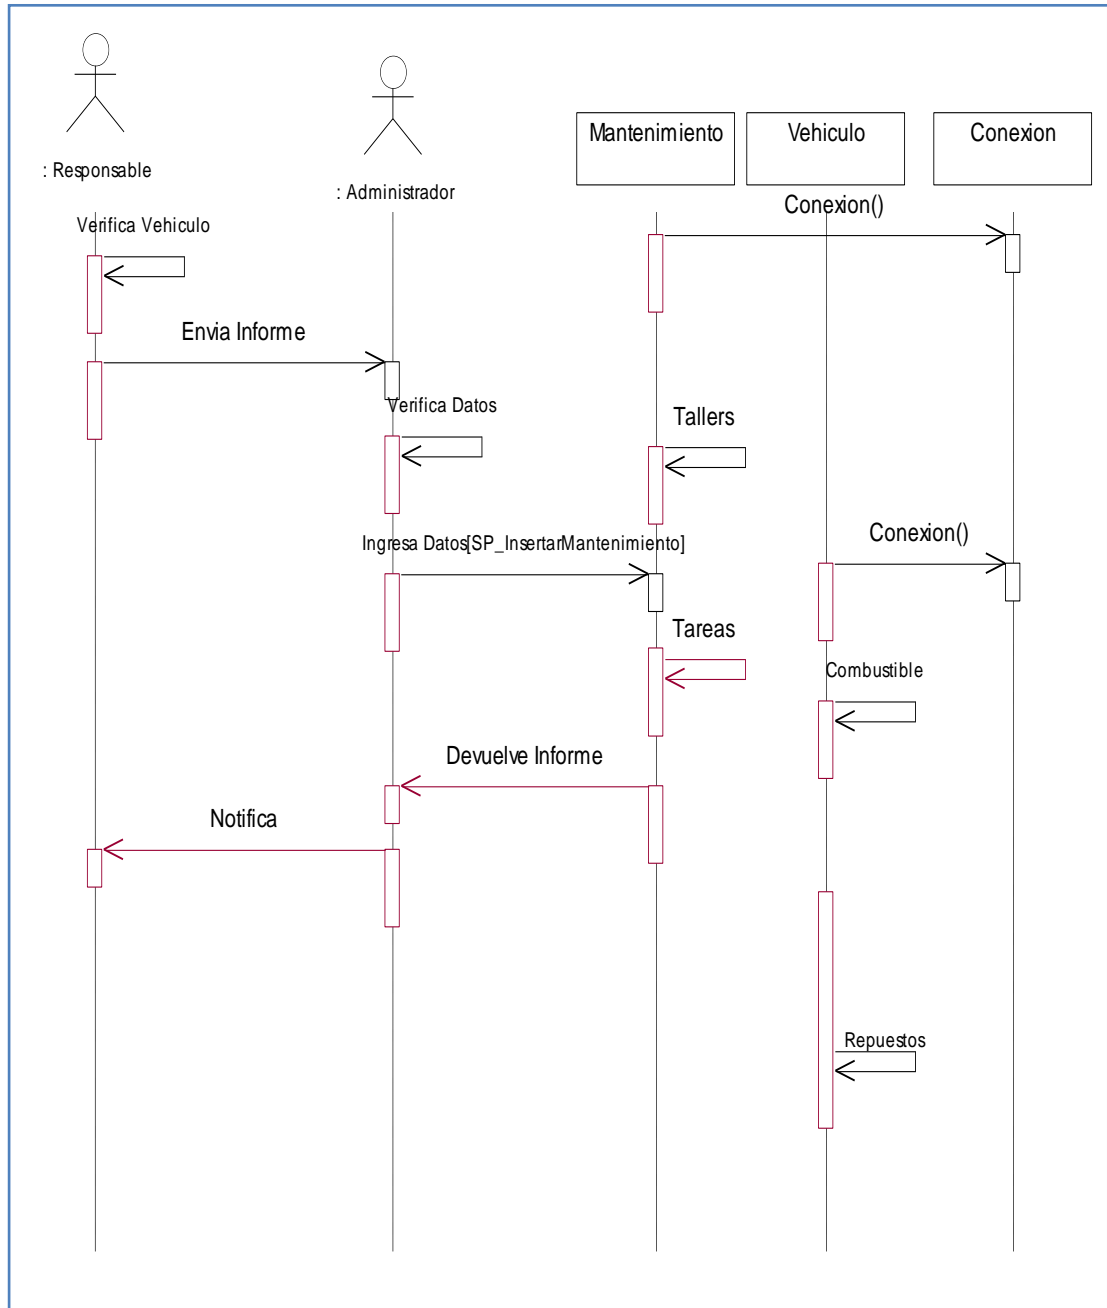 Mantenimiento
Vehiculo
Conexion
: Responsable
: Administrador
Conexion()
Verifica Vehiculo
Envia Informe
Verifica Datos
Tallers
Conexion()
Ingresa Datos[SP_InsertarMantenimiento]
Tareas
Combustible
Devuelve Informe
Notifica
Repuestos